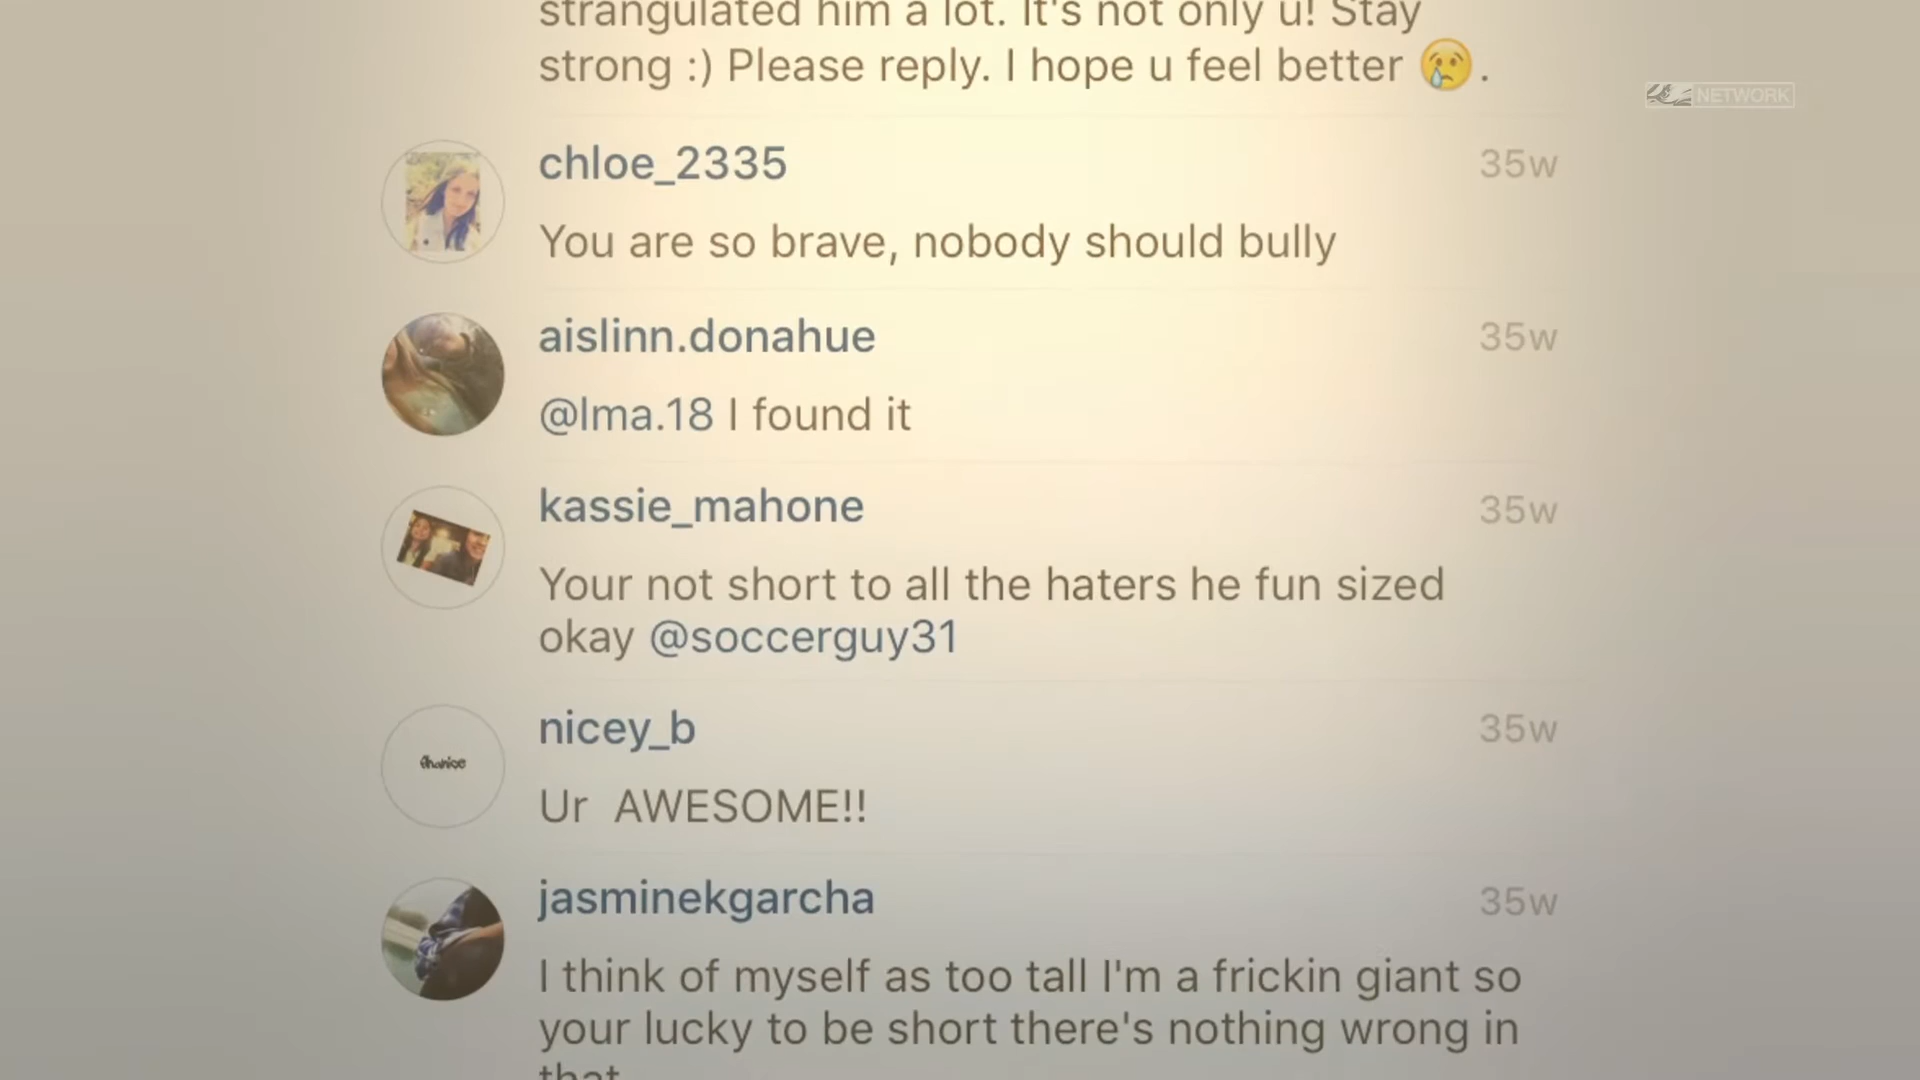 strangulated him a lot. It's not only u! Stay
strong :) Please reply. I hope u feel better 😢.
NETWORK
chloe_2335
35w
You are so brave, nobody should bully
aislinn.donahue
35w
@lma.18 I found it
kassie_mahone
35w
Your not short to all the haters he fun sized
okay @soccerguy31
nicey_b
35w
Ur  AWESOME!!
jasminekgarcha
35w
I think of myself as too tall I'm a frickin giant so
your lucky to be short there's nothing wrong in
that